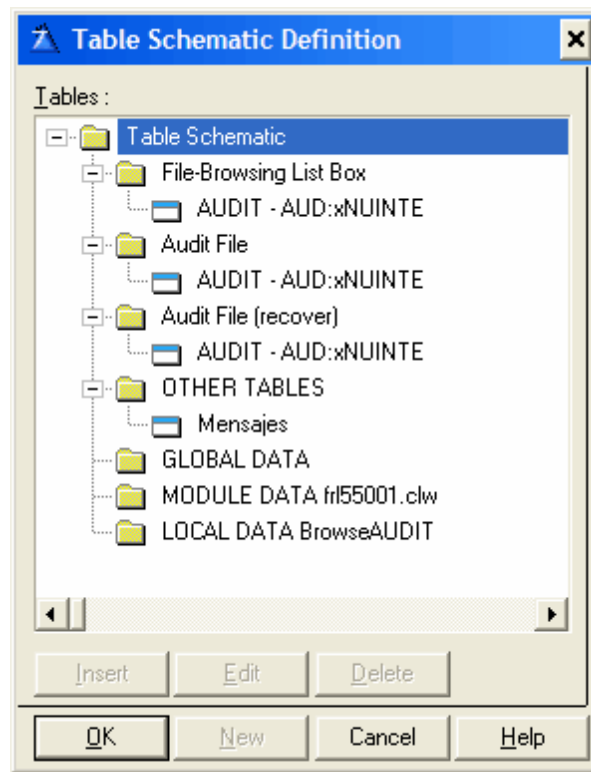 Table Schematic Definition
Tables :
Table Schematic
File-Browsing List Box
AUDIT - AUD:xNUINTE
Audit File
AUDIT - AUD:xNUINTE
Audit File (recover)
AUDIT - AUD:xNUINTE
OTHER TABLES
Mensajes
GLOBAL DATA
MODULE DATA frl55001.clw
LOCAL DATA BrowseAUDIT
Insert Edit Delete
OK New Cancel Help